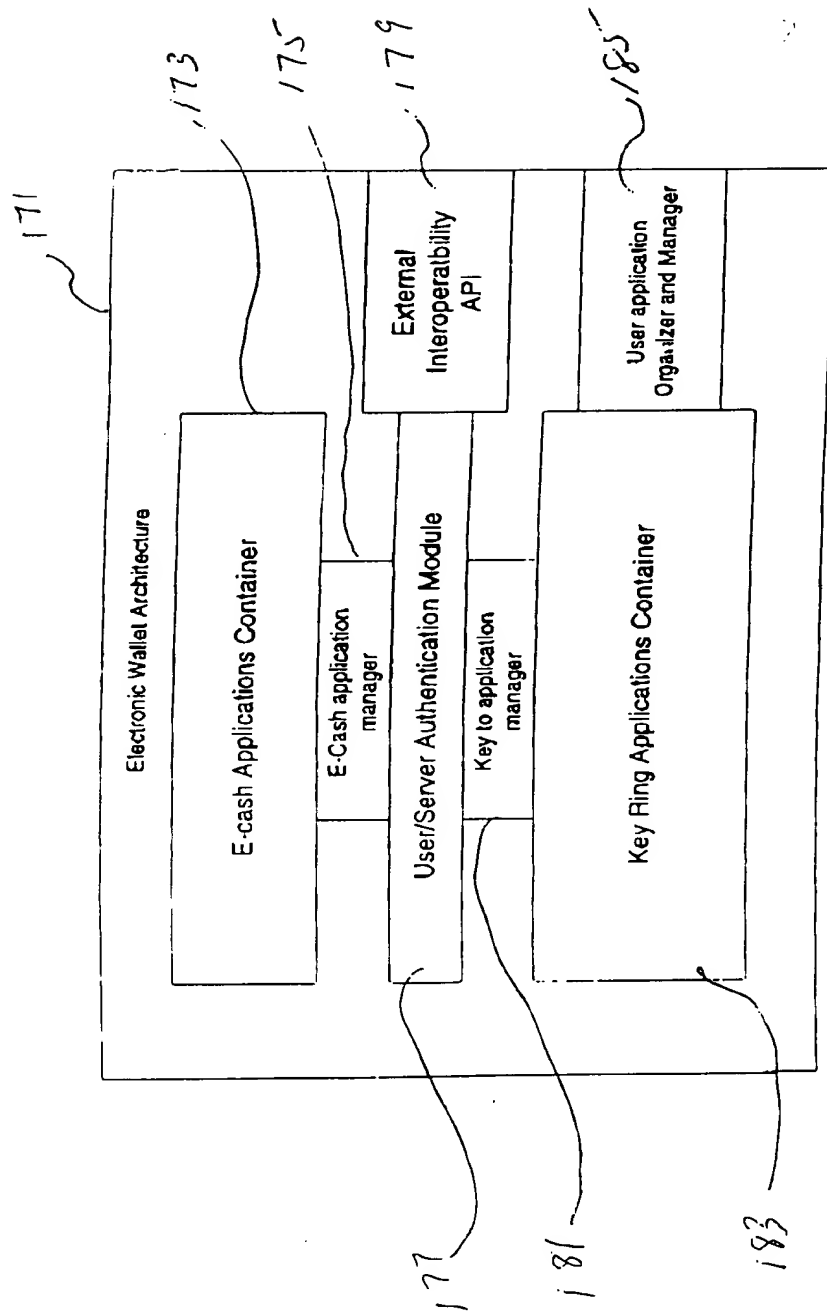 171
173
175
179
185
Electronic Wallet Architecture
E-cash Applications Container
E-Cash application
manager
User/Server Authentication Module
External
Interoperatbility
API
Key to application
manager
Key Ring Applications Container
User application
Organizer and Manager
177
181
183